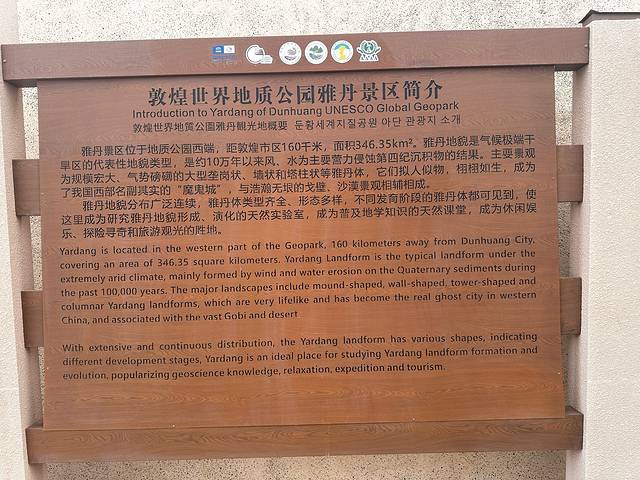 敦煌世界地质公园雅丹景区简介
Introduction to Yardang of Dunhuang UNESCO Global Geopark
敦煌世界地質公園雅丹觀光地概要 둔황세계지질공원 야단 관광지 소개
雅丹景区位于地质公园西端，距敦煌市区160千米，面积346.35km²。雅丹地貌是气候极端干
旱区的代表性地貌类型，是约10万年以来风、水为主要营力侵蚀第四纪沉积物的结果。主要景观
为规模宏大、气势磅礴的大型垄岗状、墙状和塔柱状等雅丹体，它们拟人似物，栩栩如生，成为
了我国西部名副其实的“魔鬼城”，与浩瀚无垠的戈壁、沙漠景观相辅相成。
雅丹地貌分布广泛连续，雅丹体类型齐全、形态多样，不同发育阶段的雅丹体都可见到，使
这里成为研究雅丹地貌形成、演化的天然实验室，成为普及地学知识的天然课堂，成为休闲娱
乐、探险寻奇和旅游观光的胜地。
Yardang is located in the western part of the Geopark, 160 kilometers away from Dunhuang City,
covering an area of 346.35 square kilometers. Yardang Landform is the typical landform under the
extremely arid climate, mainly formed by wind and water erosion on the Quaternary sediments during
the past 100,000 years. The major landscapes include mound-shaped, wall-shaped, tower-shaped and
columnar Yardang landforms, which are very lifelike and has become the real ghost city in western
China, and associated with the vast Gobi and desert
With extensive and continuous distribution, the Yardang landform has various shapes, indicating
different development stages, Yardang is an ideal place for studying Yardang landform formation and
evolution, popularizing geoscience knowledge, relaxation, expedition and tourism.